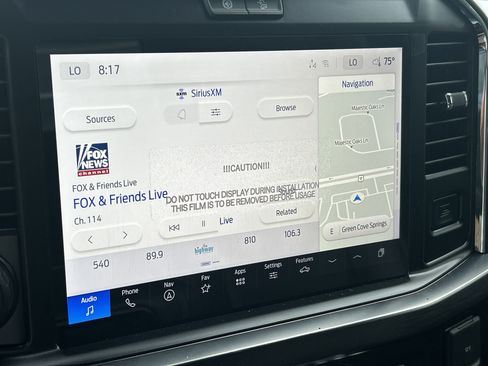 LO 8:17 LO 75°
SiriusXM
Navigation
Sources
Browse
Majestic Oaks Ln
Majestic Oaks Ln
FOX
NEWS
channel
!!!CAUTION!!!
FOX & Friends Live
FOX & Friends Live
DO NOT TOUCH DISPLAY DURING INSTALLATION
THIS FILM IS TO BE REMOVED BEFORE USAGE
Ch. 114
Live
Related
E Green Cove Springs
540 89.9 the highway 810 106.3
Audio Phone Nav Fav Apps Settings Features